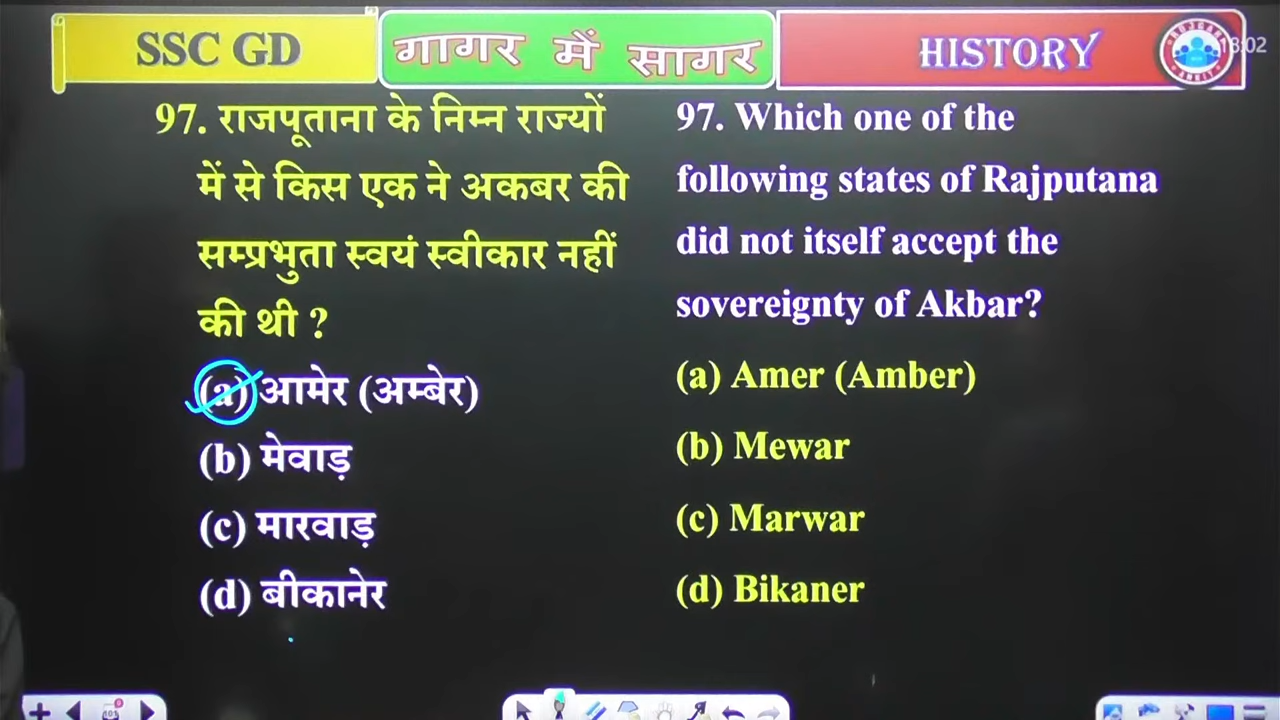 SSC GD
गागर में सागर
HISTORY
97. राजपूताना के निम्न राज्यों
में से किस एक ने अकबर की
सम्प्रभुता स्वयं स्वीकार नहीं
की थी ?
(a) आमेर (अम्बेर)
(b) मेवाड़
(c) मारवाड़
(d) बीकानेर
97. Which one of the
following states of Rajputana
did not itself accept the
sovereignty of Akbar?
(a) Amer (Amber)
(b) Mewar
(c) Marwar
(d) Bikaner